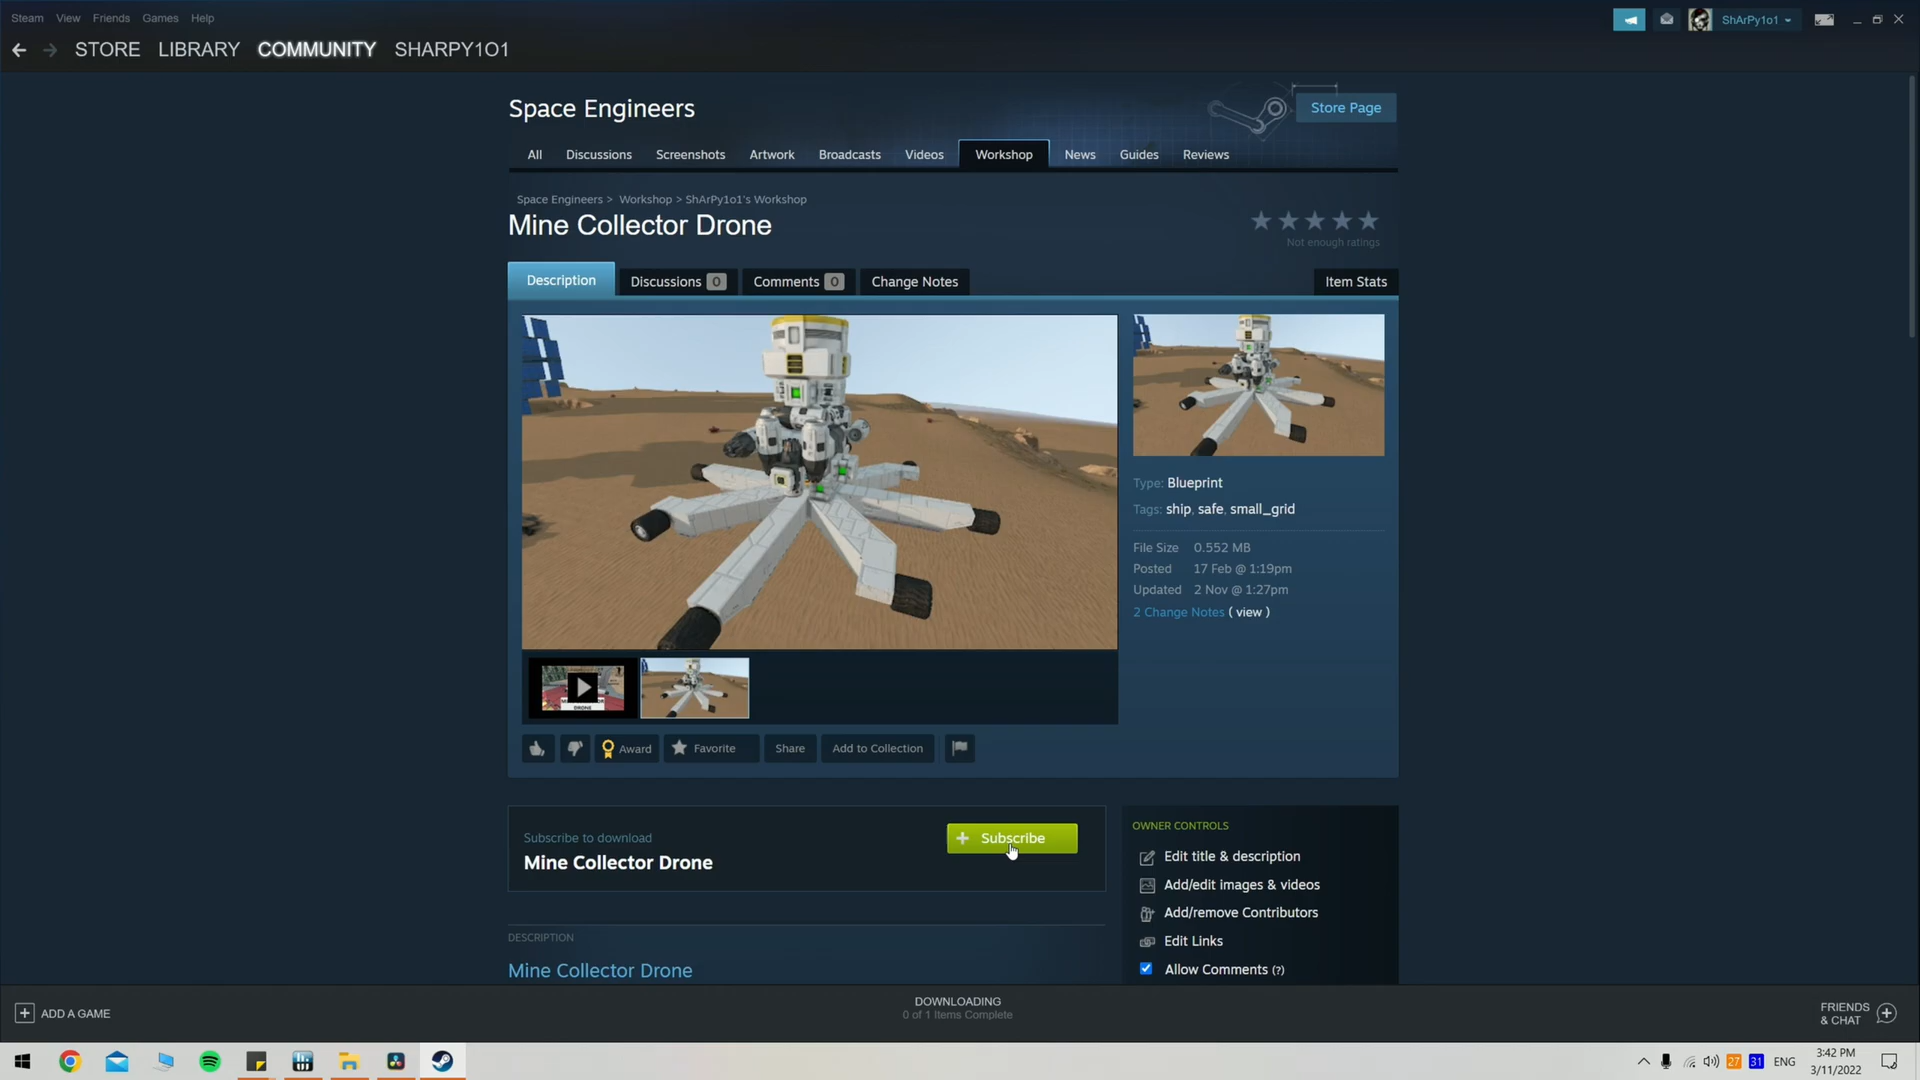 Steam View Friends Games Help
ShArPy1o1
STORE LIBRARY COMMUNITY SHARPY1O1
Space Engineers
Store Page
All Discussions Screenshots Artwork Broadcasts Videos Workshop News Guides Reviews
Space Engineers > Workshop > ShArPy1o1's Workshop
Mine Collector Drone
Not enough ratings
Description Discussions 0 Comments 0 Change Notes Item Stats
Type: Blueprint
Tags: ship, safe, small_grid
File Size 0.552 MB
Posted 17 Feb @ 1:19pm
Updated 2 Nov @ 1:27pm
2 Change Notes ( view )
DRONE
Award Favorite Share Add to Collection
Subscribe to download
Mine Collector Drone
Subscribe
OWNER CONTROLS
Edit title & description
Add/edit images & videos
Add/remove Contributors
Edit Links
Allow Comments (?)
DESCRIPTION
Mine Collector Drone
ADD A GAME
DOWNLOADING
0 of 1 Items Complete
FRIENDS
& CHAT
27 31 ENG
3:42 PM
3/11/2022